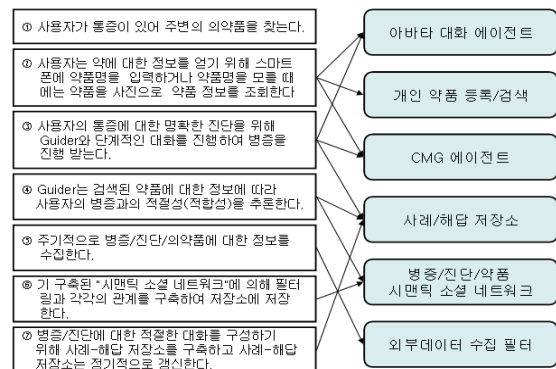 ① 사용자가 통증이 있어 주변의 의약품을 찾는다.
② 사용자는 약에 대한 정보를 얻기 위해 스마트
폰에 약품명을 입력하거나 약품명을 모를 때
에는 약품을 사진으로 약품 정보를 조회한다
③ 사용자의 통증에 대한 명확한 진단을 위해
Guider와 단계적인 대화를 진행하여 병증을
진행 받는다.
④ Guider는 검색된 약품에 대한 정보에 따라
사용자의 병증과의 적절성(적합성)을 추론한다.
⑤ 주기적으로 병증/진단/의약품에 대한 정보를
수집한다.
⑥ 기 구축된 "시맨틱 소셜 네트워크"에 의해 필터
링과 각각의 관계를 구축하여 저장소에 저장
한다.
⑦ 병증/진단에 대한 적절한 대화를 구성하기
위해 사례-해답 저장소를 구축하고 사례-해답
저장소는 정기적으로 갱신한다.
아바타 대화 에이전트
개인 약품 등록/검색
CMG 에이전트
사례/해답 저장소
병증/진단/약품
시맨틱 소셜 네트워크
외부데이터 수집 필터